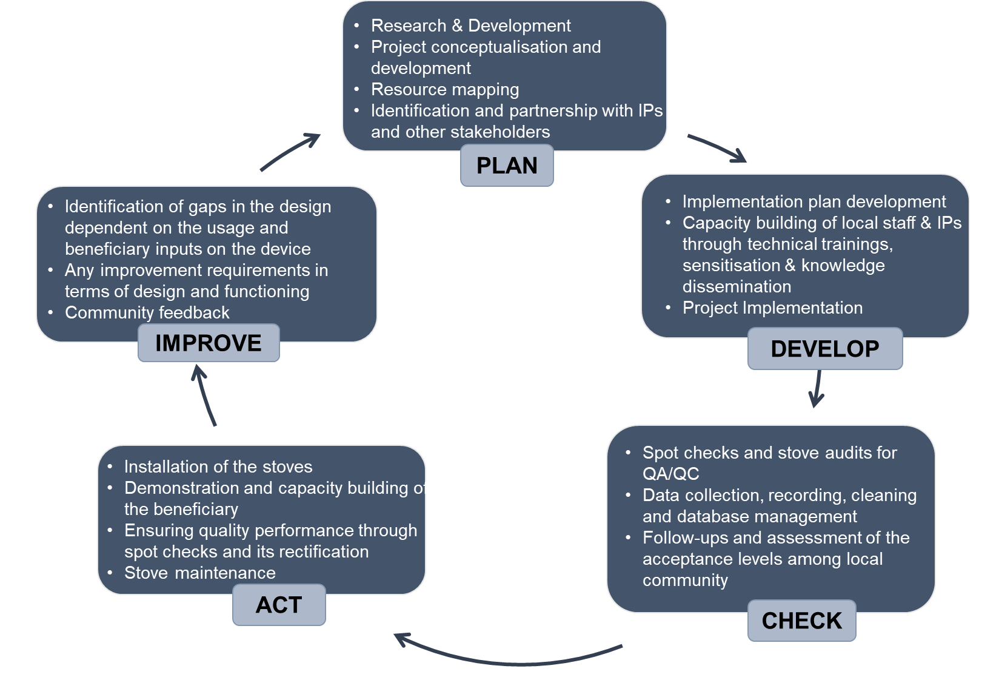 • Research & Development
• Project conceptualisation and
development
• Resource mapping
• Identification and partnership with IPs
and other stakeholders
PLAN
• Implementation plan development
• Capacity building of local staff & IPs
through technical trainings,
sensitisation & knowledge
dissemination
• Project Implementation
DEVELOP
• Spot checks and stove audits for
QA/QC
• Data collection, recording, cleaning
and database management
• Follow-ups and assessment of the
acceptance levels among local
community
CHECK
• Installation of the stoves
• Demonstration and capacity building of
the beneficiary
• Ensuring quality performance through
spot checks and its rectification
• Stove maintenance
ACT
• Identification of gaps in the design
dependent on the usage and
beneficiary inputs on the device
• Any improvement requirements in
terms of design and functioning
• Community feedback
IMPROVE